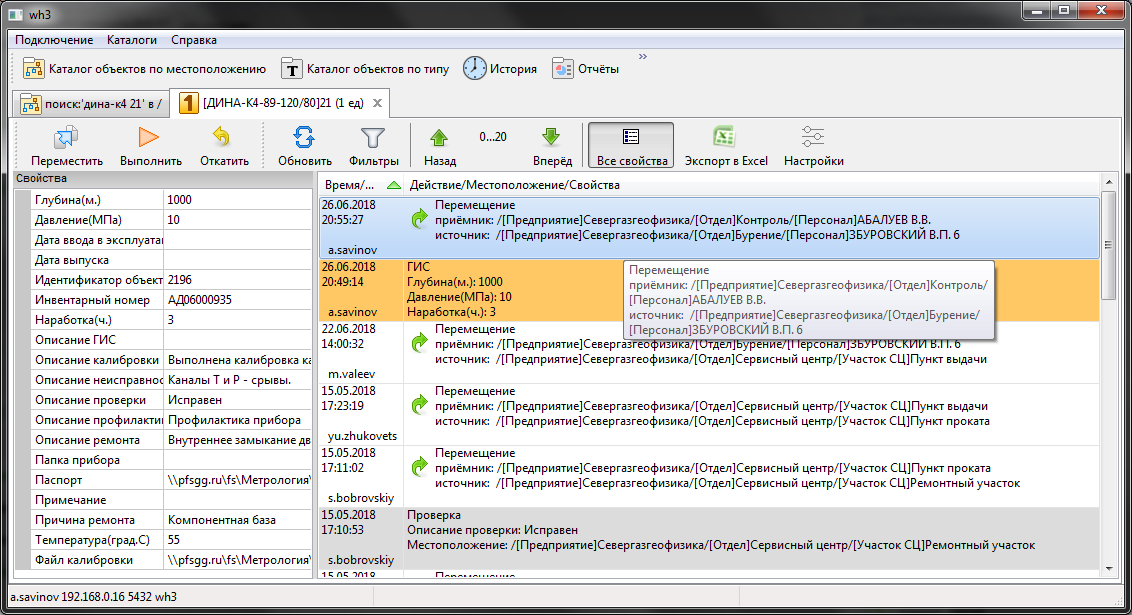 wh3
Подключение Каталоги Справка
Каталог объектов по местоположению Каталог объектов по типу История Отчёты »
поиск:'дина-к4 21' в / [ДИНА-К4-89-120/80]21 (1 ед)
Переместить Выполнить Откатить Обновить Фильтры Назад 0...20 Вперёд Все свойства Экспорт в Excel Настройки
Свойства
Глубина(м.) 1000
Давление(МПа) 10
Дата ввода в эксплуата
Дата выпуска
Идентификатор объект 2196
Инвентарный номер АД06000935
Наработка(ч.) 3
Описание ГИС
Описание калибровки Выполнена калибровка ка
Описание неисправнос Каналы Т и Р - срывы.
Описание проверки Исправен
Описание профилакти Профилактика прибора
Описание ремонта Внутреннее замыкание дв
Папка прибора
Паспорт \\pfsgg.ru\fs\Метрология\
Примечание
Причина ремонта Компонентная база
Температура(град.С) 55
Файл калибровки \\pfsgg.ru\fs\Метрология\
Время/... Действие/Местоположение/Свойства
26.06.2018 Перемещение
20:55:27 приёмник: /[Предприятие]Севергазгеофизика/[Отдел]Контроль/[Персонал]АБАЛУЕВ В.В.
источник: /[Предприятие]Севергазгеофизика/[Отдел]Бурение/[Персонал]ЗБУРОВСКИЙ В.П. 6
a.savinov
26.06.2018 ГИС
20:49:14 Глубина(м.): 1000
Давление(МПа): 10
a.savinov Наработка(ч.): 3
Перемещение
приёмник: /[Предприятие]Севергазгеофизика/[Отдел]Контроль/
[Персонал]АБАЛУЕВ В.В.
источник: /[Предприятие]Севергазгеофизика/[Отдел]Бурение/
[Персонал]ЗБУРОВСКИЙ В.П. 6
22.06.2018 Перемещение
14:00:32 приёмник: /[Предприятие]Севергазгеофизика/[Отдел]Бурение/[Персонал]ЗБУРОВСКИЙ В.П. 6
источник: /[Предприятие]Севергазгеофизика/[Отдел]Сервисный центр/[Участок СЦ]Пункт выдачи
m.valeev
15.05.2018 Перемещение
17:23:19 приёмник: /[Предприятие]Севергазгеофизика/[Отдел]Сервисный центр/[Участок СЦ]Пункт выдачи
источник: /[Предприятие]Севергазгеофизика/[Отдел]Сервисный центр/[Участок СЦ]Пункт проката
yu.zhukovets
15.05.2018 Перемещение
17:11:02 приёмник: /[Предприятие]Севергазгеофизика/[Отдел]Сервисный центр/[Участок СЦ]Пункт проката
источник: /[Предприятие]Севергазгеофизика/[Отдел]Сервисный центр/[Участок СЦ]Ремонтный участок
s.bobrovskiy
15.05.2018 Проверка
17:10:53 Описание проверки: Исправен
Местоположение: /[Предприятие]Севергазгеофизика/[Отдел]Сервисный центр/[Участок СЦ]Ремонтный участок
s.bobrovskiy
15.05.2018 Перемещение
a.savinov 192.168.0.16 5432 wh3